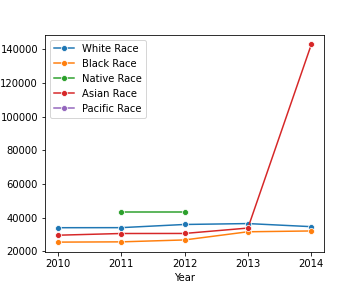 140000
120000
100000
80000
60000
40000
20000
White Race
Black Race
Native Race
Asian Race
Pacific Race
2010 2011 2012 2013 2014
Year